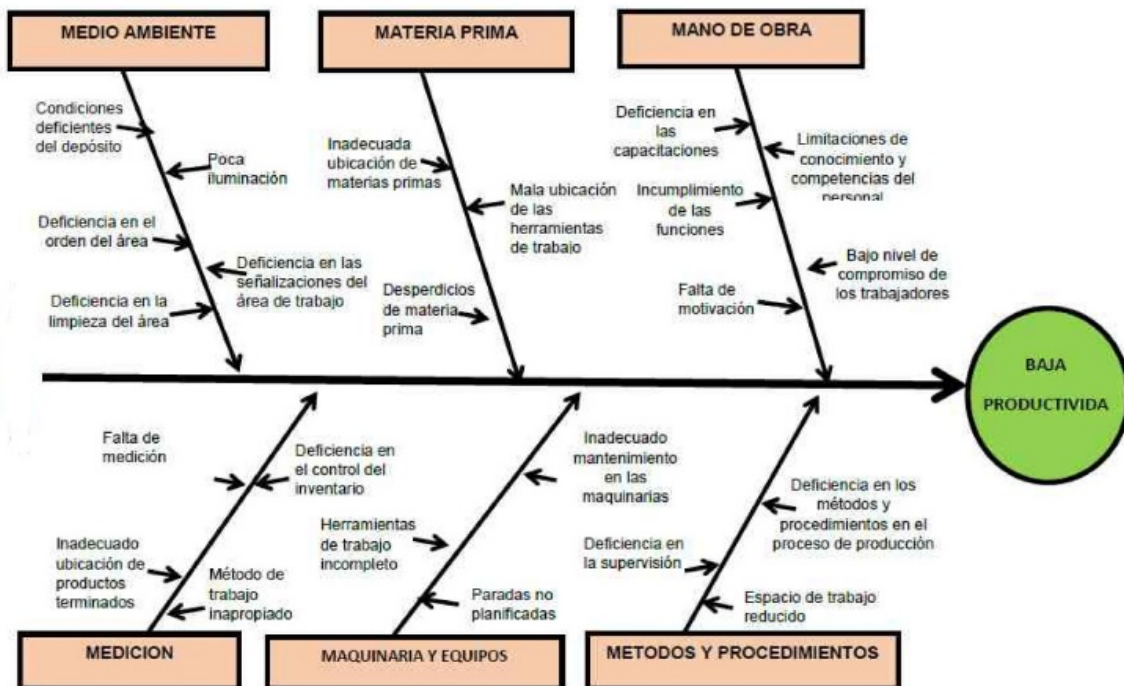 MEDIO AMBIENTE
MATERIA PRIMA
MANO DE OBRA
Condiciones
deficientes
del depósito
Poca
iluminación
Deficiencia en el
orden del área
Deficiencia en las
señalizaciones del
área de trabajo
Deficiencia en la
limpieza del área
Inadecuada
ubicación de
materias primas
Mala ubicación
de las
herramientas
de trabajo
Desperdicios
de materia
prima
Deficiencia en
las
capacitaciones
Limitaciones de
conocimiento y
competencias del
personal
Incumplimiento
de las
funciones
Bajo nivel de
compromiso de
los trabajadores
Falta de
motivación
BAJA
PRODUCTIVIDA
Falta de
medición
Deficiencia en
el control del
inventario
Inadecuado
ubicación de
productos
terminados
Método de
trabajo
inapropiado
Inadecuado
mantenimiento
en las
maquinarias
Herramientas
de trabajo
incompleto
Paradas no
planificadas
Deficiencia en los
métodos y
procedimientos en el
proceso de producción
Deficiencia en
la supervisión
Espacio de trabajo
reducido
MEDICION
MAQUINARIA Y EQUIPOS
METODOS Y PROCEDIMIENTOS